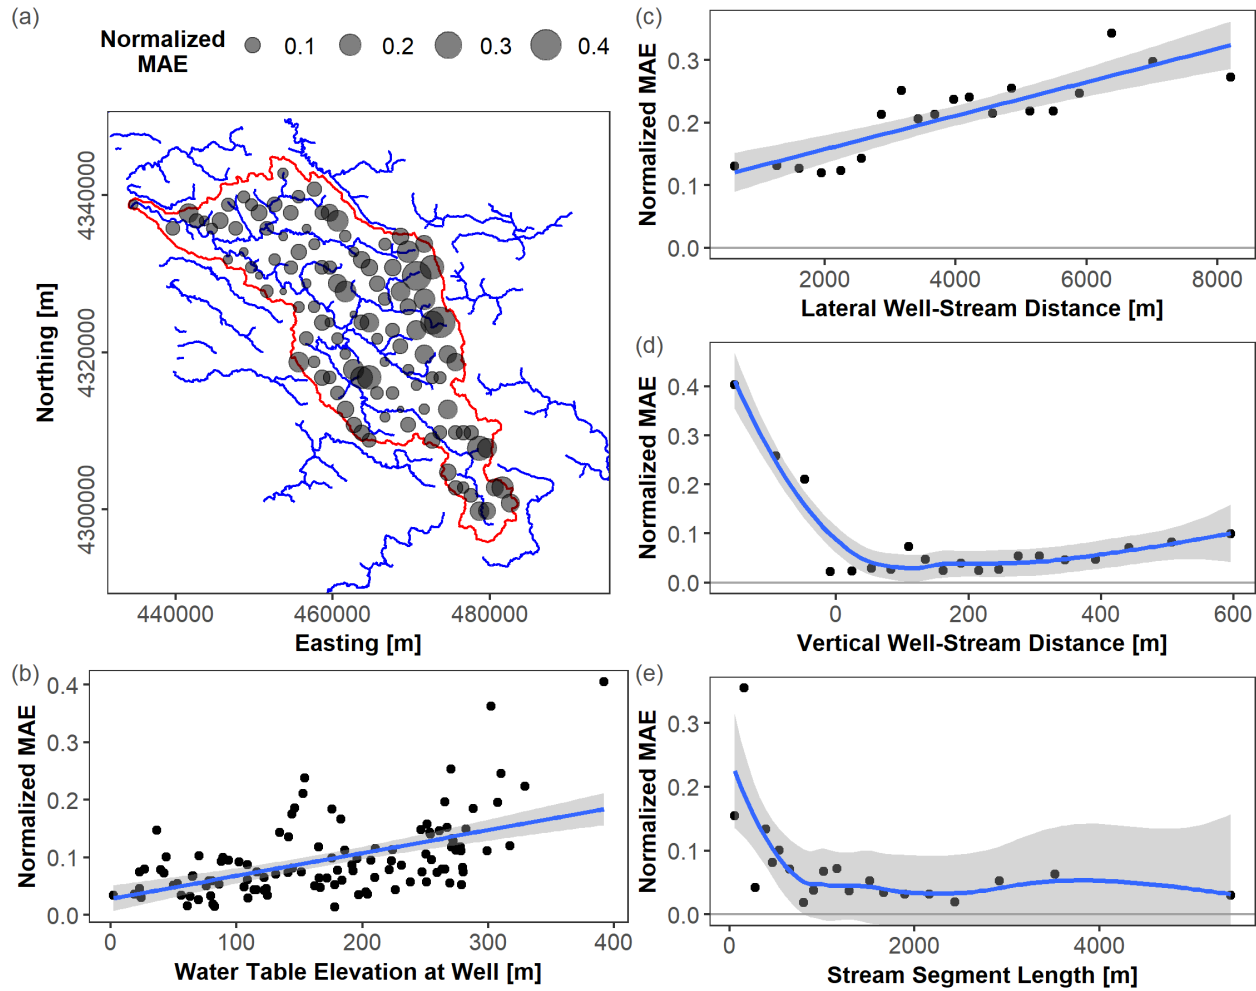 (a)
Normalized
MAE
0.1
0.2
0.3
0.4
4340000
4320000
4300000
Northing [m]
440000
460000
480000
Easting [m]
(b)
0.4
0.3
0.2
0.1
0.0
Normalized MAE
0
100
200
300
400
Water Table Elevation at Well [m]
(c)
0.3
0.2
0.1
0.0
Normalized MAE
2000
4000
6000
8000
Lateral Well-Stream Distance [m]
(d)
0.4
0.3
0.2
0.1
0.0
Normalized MAE
0
200
400
600
Vertical Well-Stream Distance [m]
(e)
0.3
0.2
0.1
0.0
Normalized MAE
0
2000
4000
Stream Segment Length [m]